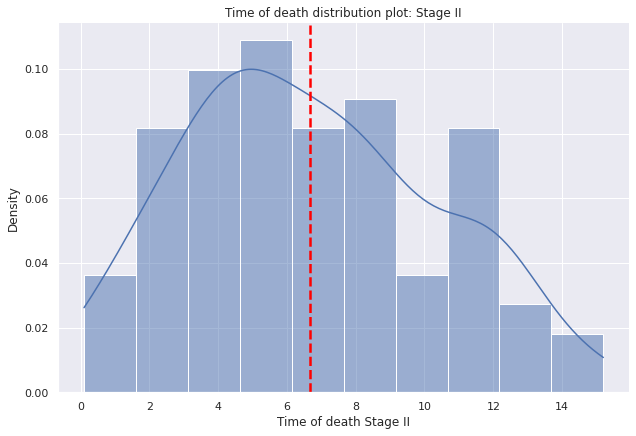 Time of death distribution plot: Stage II
Density
0.10
0.08
0.06
0.04
0.02
0.00
0 2 4 6 8 10 12 14
Time of death Stage II